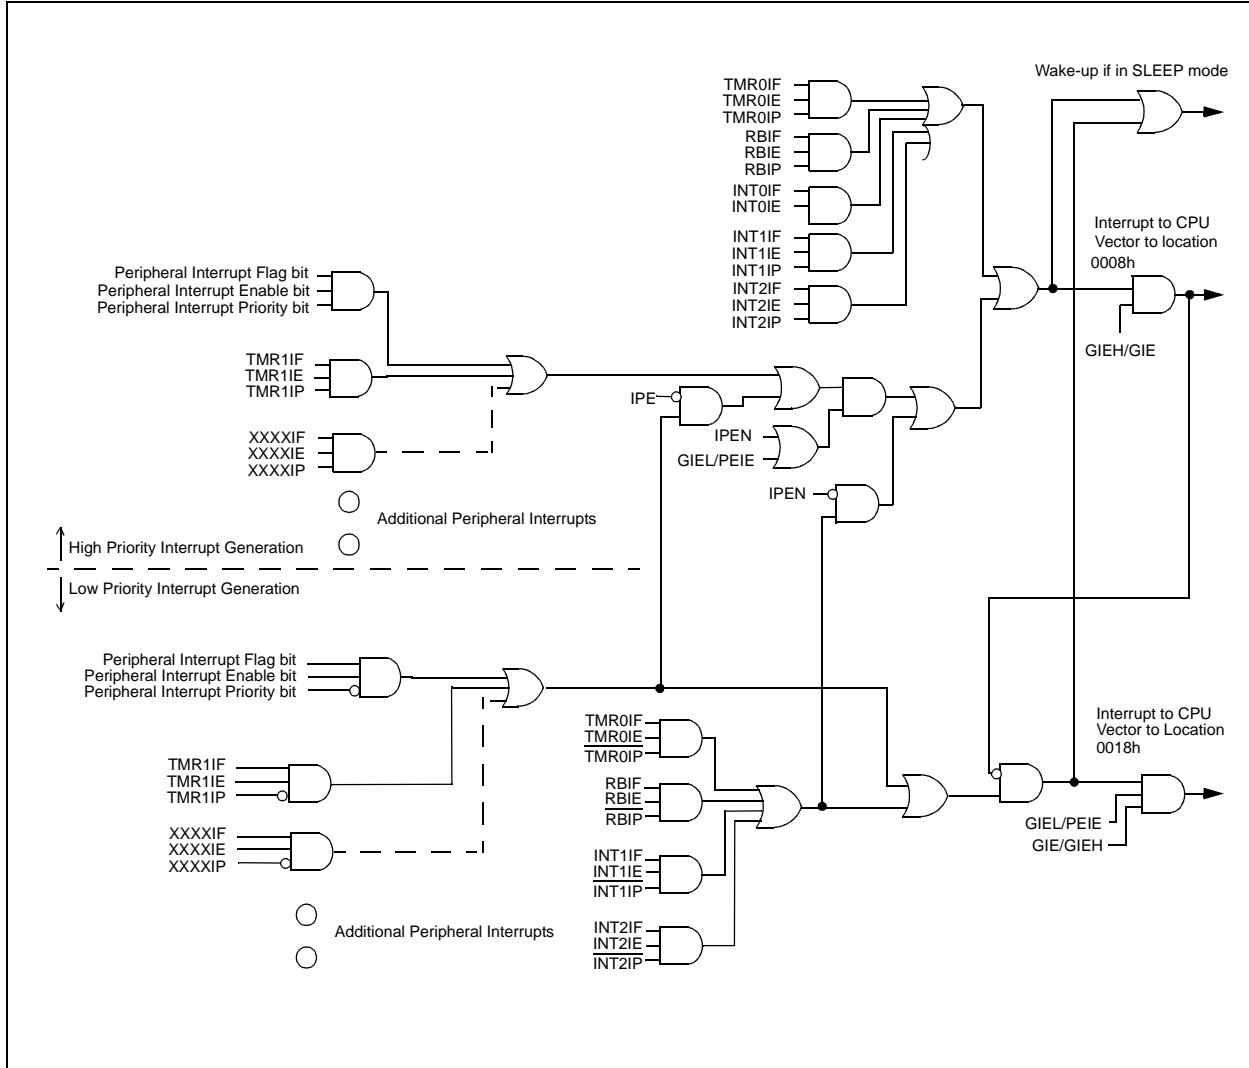 Wake-up if in SLEEP mode
TMR0IF
TMR0IE
TMR0IP
RBIF
RBIE
RBIP
INT0IF
INT0IE
INT1IF
INT1IE
INT1IP
INT2IF
INT2IE
INT2IP
Interrupt to CPU
Vector to location
0008h
GIEH/GIE
Peripheral Interrupt Flag bit
Peripheral Interrupt Enable bit
Peripheral Interrupt Priority bit
TMR1IF
TMR1IE
TMR1IP
XXXXIF
XXXXIE
XXXXIP
IPE
IPEN
GIEL/PEIE
IPEN
Additional Peripheral Interrupts
High Priority Interrupt Generation
Low Priority Interrupt Generation
Peripheral Interrupt Flag bit
Peripheral Interrupt Enable bit
Peripheral Interrupt Priority bit
TMR1IF
TMR1IE
TMR1IP
XXXXIF
XXXXIE
XXXXIP
Additional Peripheral Interrupts
TMR0IF
TMR0IE
TMR0IP
RBIF
RBIE
RBIP
INT1IF
INT1IE
INT1IP
INT2IF
INT2IE
INT2IP
Interrupt to CPU
Vector to Location
0018h
GIEL/PEIE
GIE/GIEH